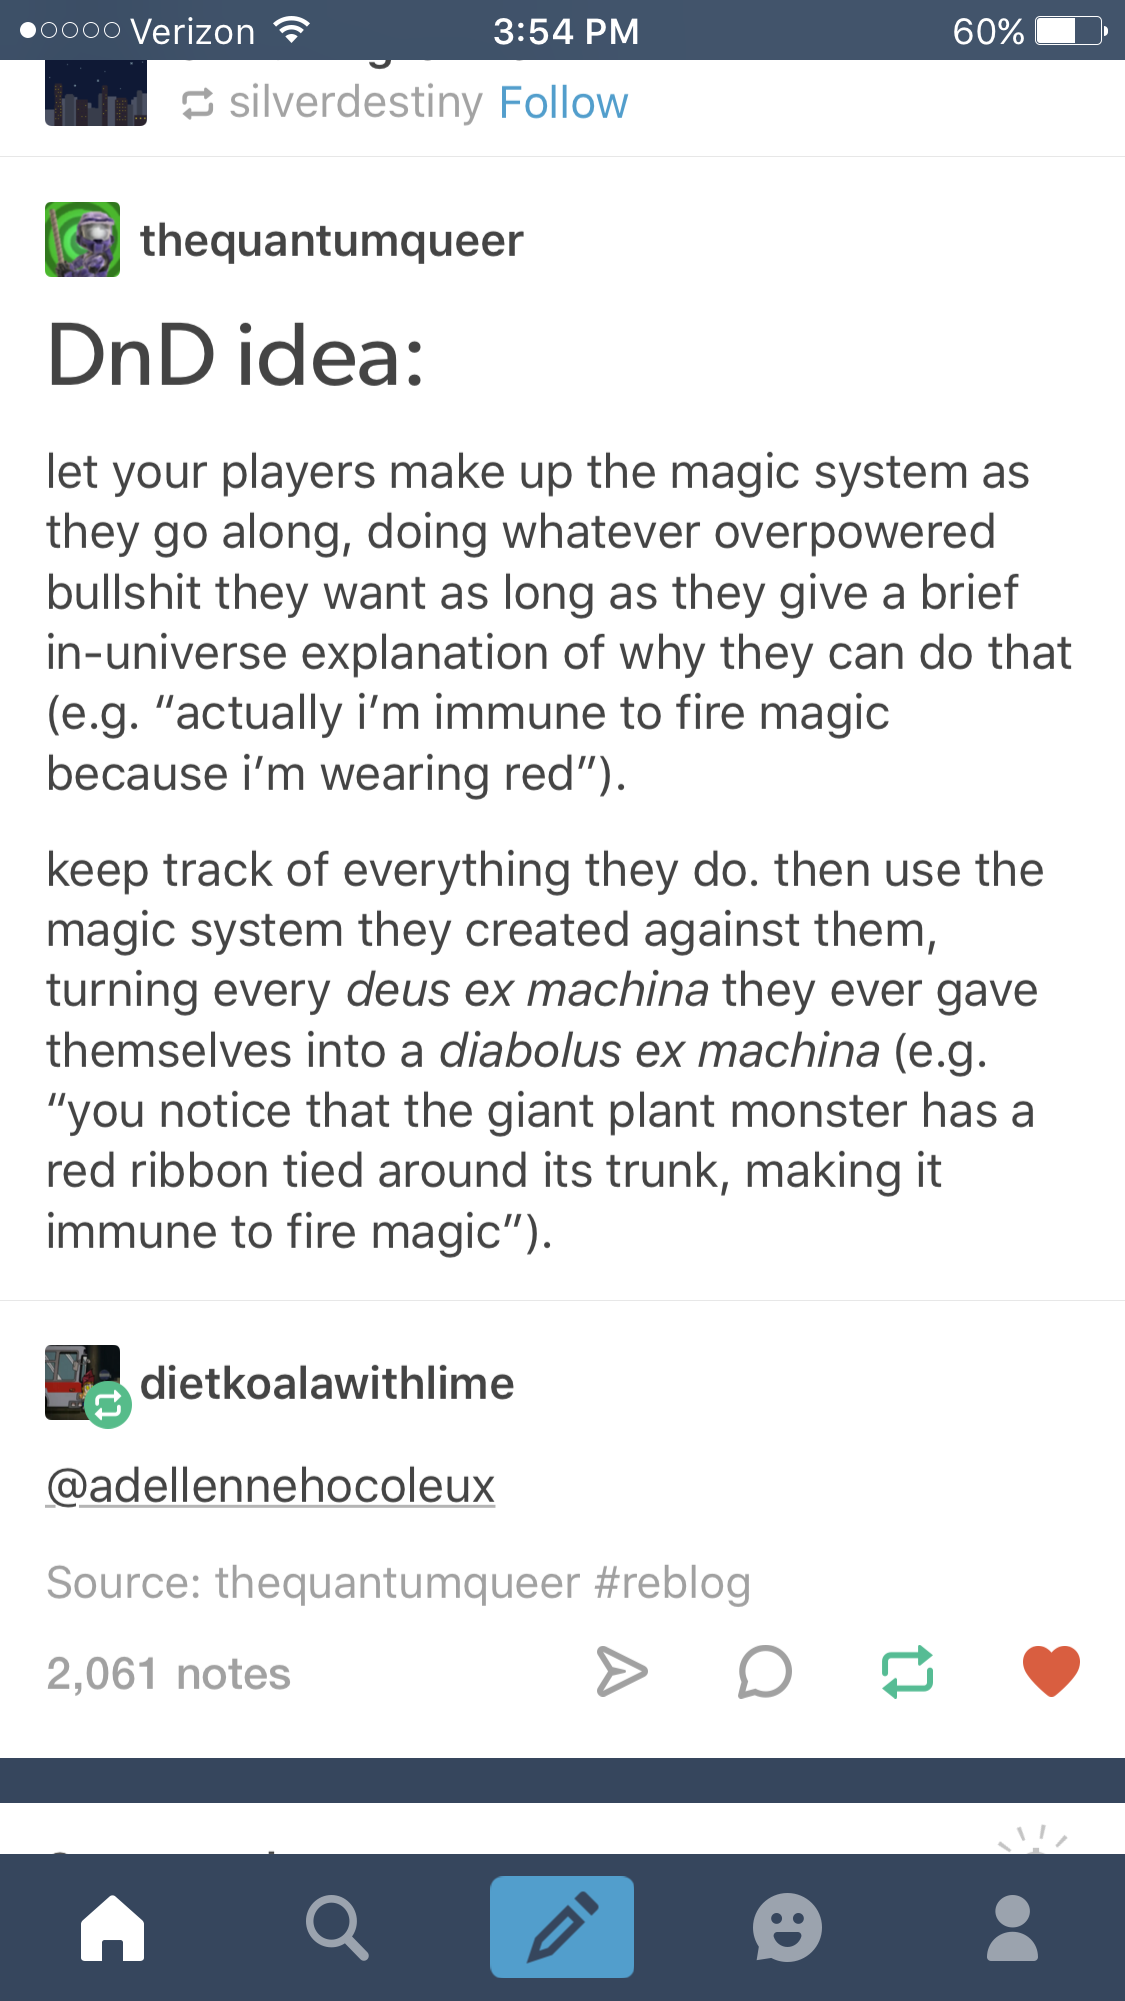 Verizon 3:54 PM 60%
silverdestiny Follow
thequantumqueer
DnD idea:
let your players make up the magic system as
they go along, doing whatever overpowered
bullshit they want as long as they give a brief
in-universe explanation of why they can do that
(e.g. “actually i’m immune to fire magic
because i’m wearing red”).
keep track of everything they do. then use the
magic system they created against them,
turning every deus ex machina they ever gave
themselves into a diabolus ex machina (e.g.
“you notice that the giant plant monster has a
red ribbon tied around its trunk, making it
immune to fire magic”).
dietkoalawithlime
@adellennehocoleux
Source: thequantumqueer #reblog
2,061 notes